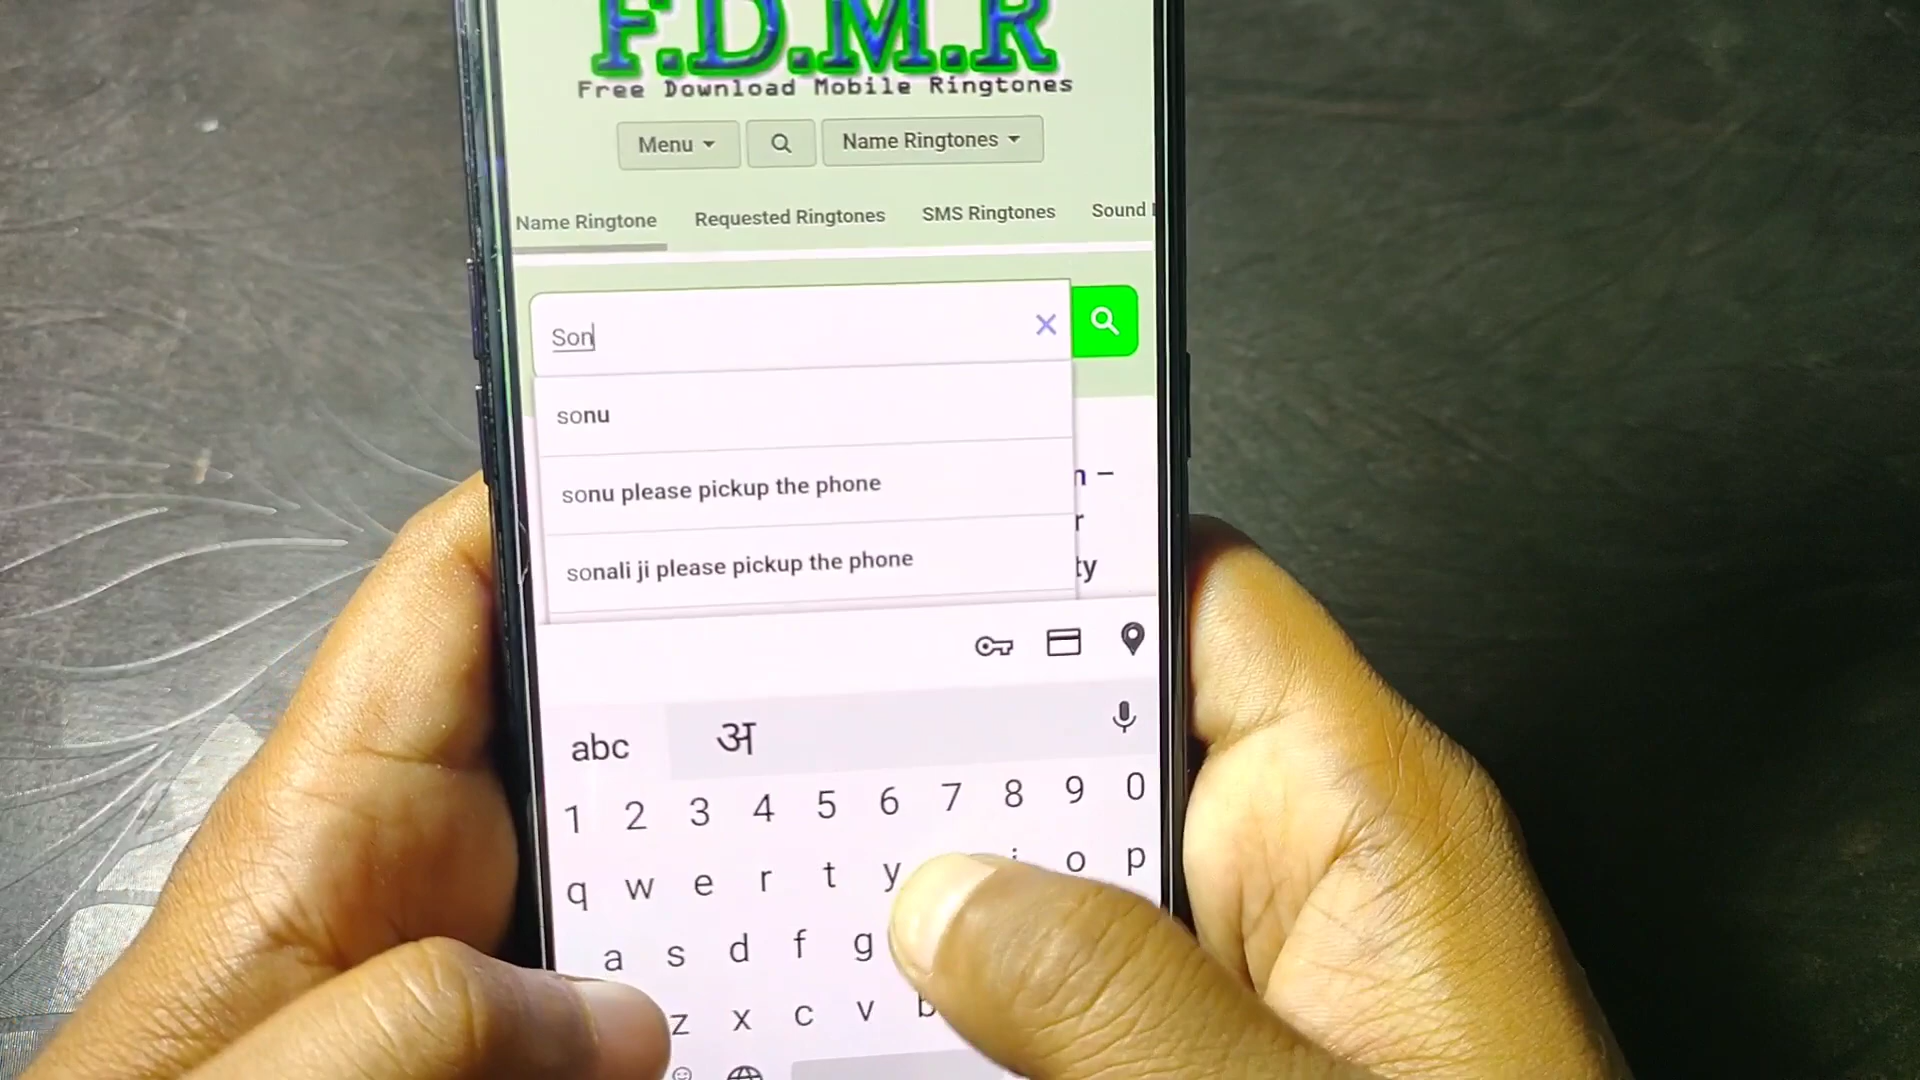 F.D.M.R
Free Download Mobile Ringtones
Menu
Name Ringtones
Name Ringtone Requested Ringtones SMS Ringtones Sound
Son
sonu
sonu please pickup the phone
sonali ji please pickup the phone
abc अ
1 2 3 4 5 6 7 8 9 0
q w e r t y o p
a s d f g
z x c v b